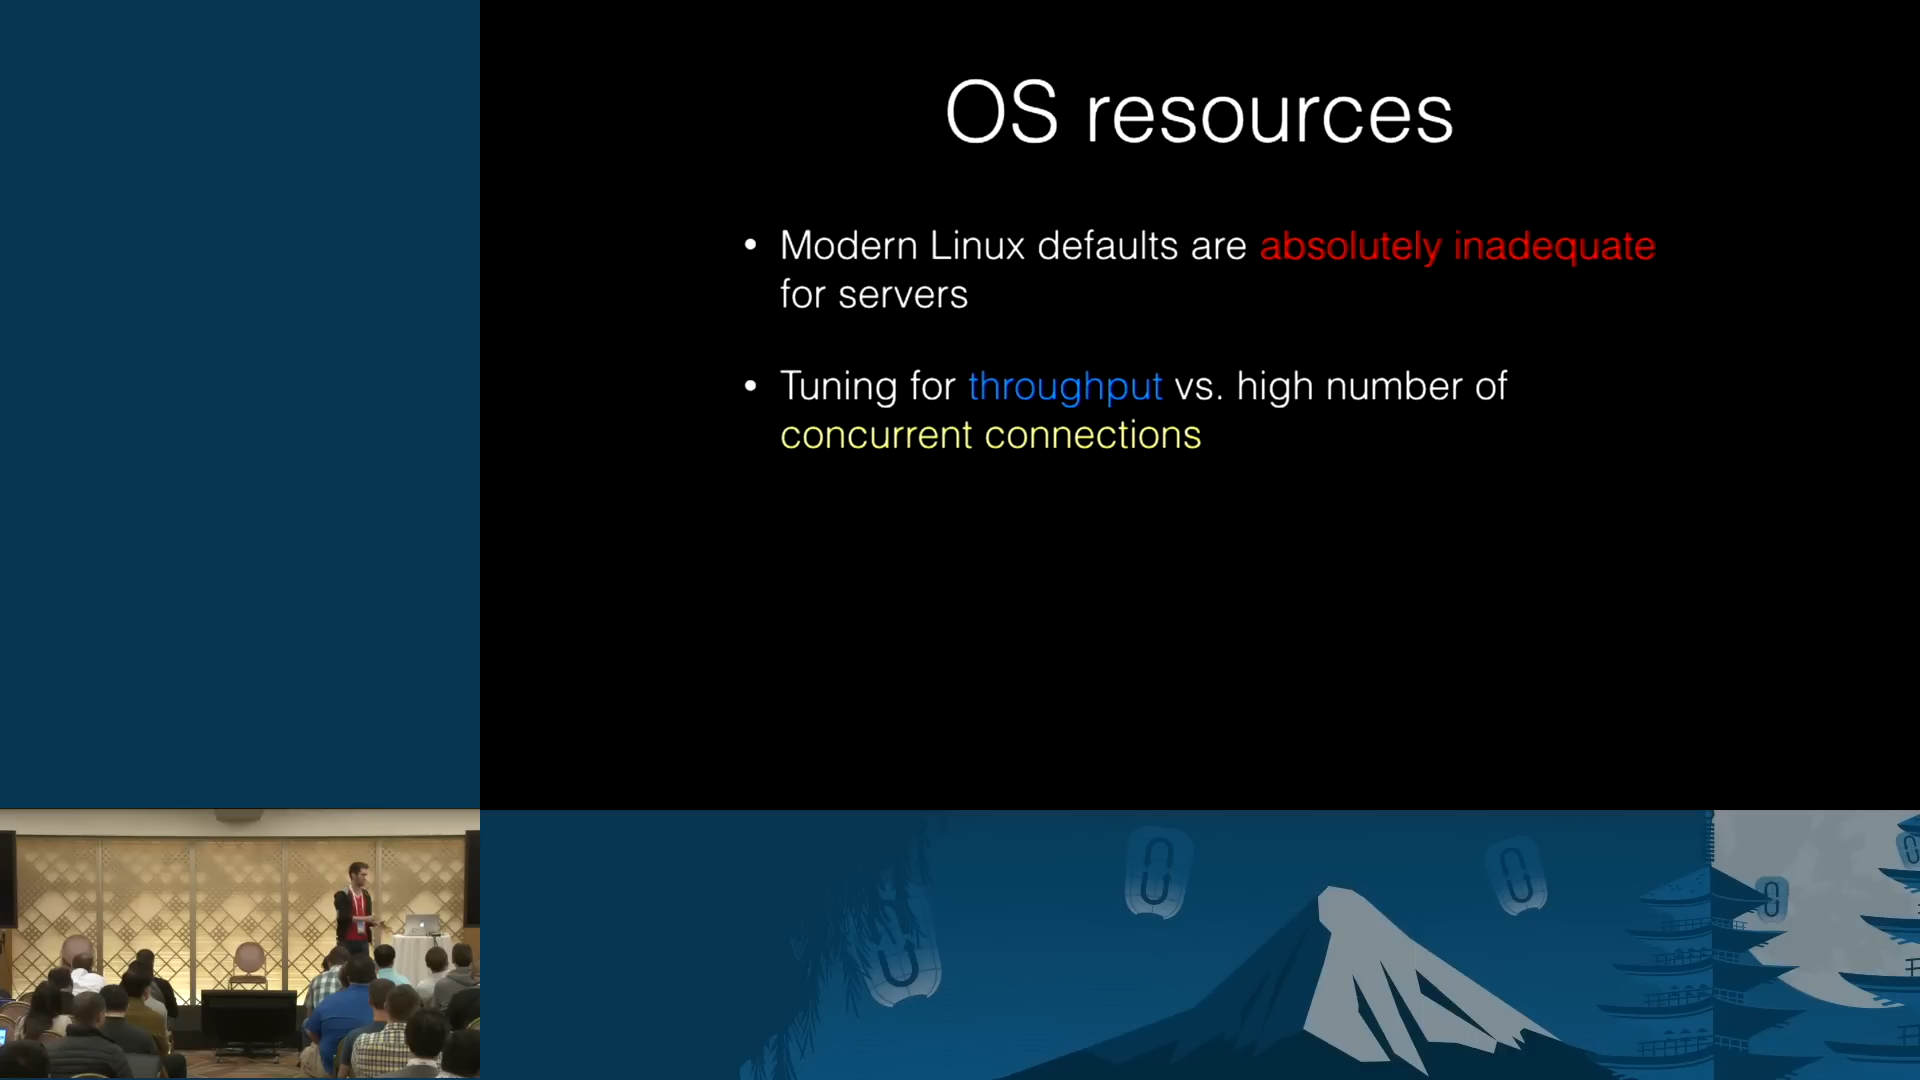 OS resources
• Modern Linux defaults are absolutely inadequate
for servers
• Tuning for throughput vs. high number of
concurrent connections